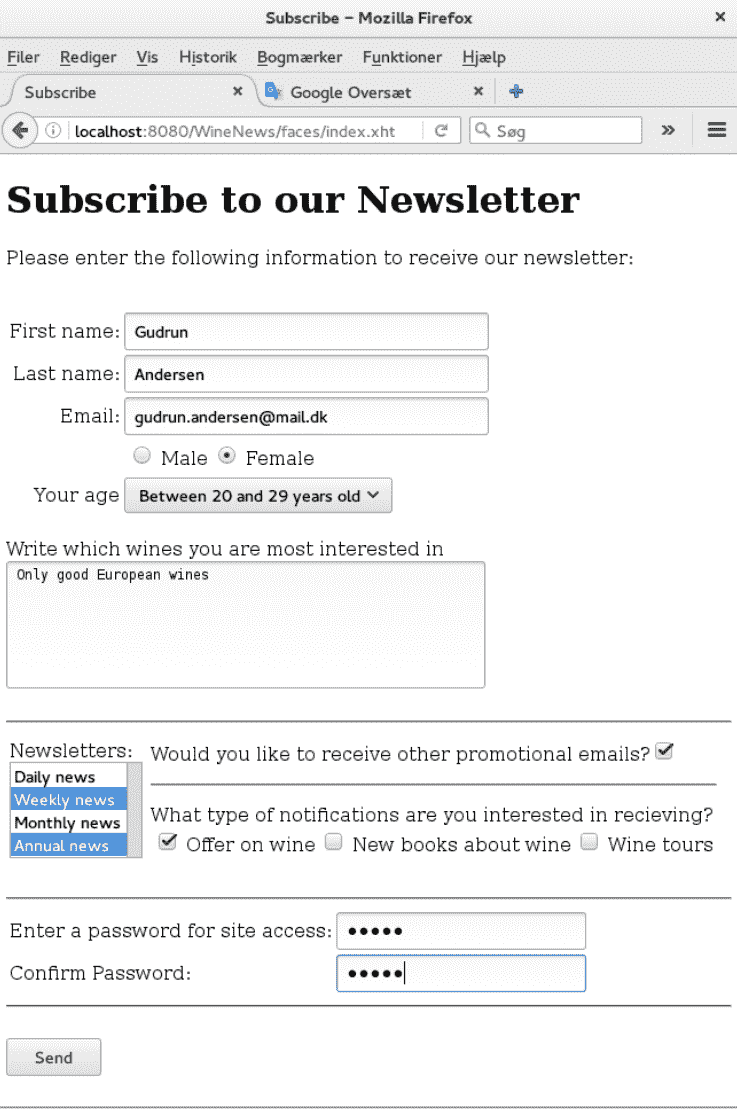 Subscribe – Mozilla Firefox ×
Filer Rediger Vis Historik Bogmærker Funktioner Hjælp
Subscribe × Google Oversæt ×
localhost:8080/WineNews/faces/index.xht Søg
Subscribe to our Newsletter
Please enter the following information to receive our newsletter:
First name: Gudrun
Last name: Andersen
Email: gudrun.andersen@mail.dk
Male Female
Your age Between 20 and 29 years old
Write which wines you are most interested in
Only good European wines
Newsletters:
Daily news
Weekly news
Monthly news
Annual news
Would you like to receive other promotional emails?
What type of notifications are you interested in recieving?
Offer on wine New books about wine Wine tours
Enter a password for site access: •••••
Confirm Password: •••••
Send